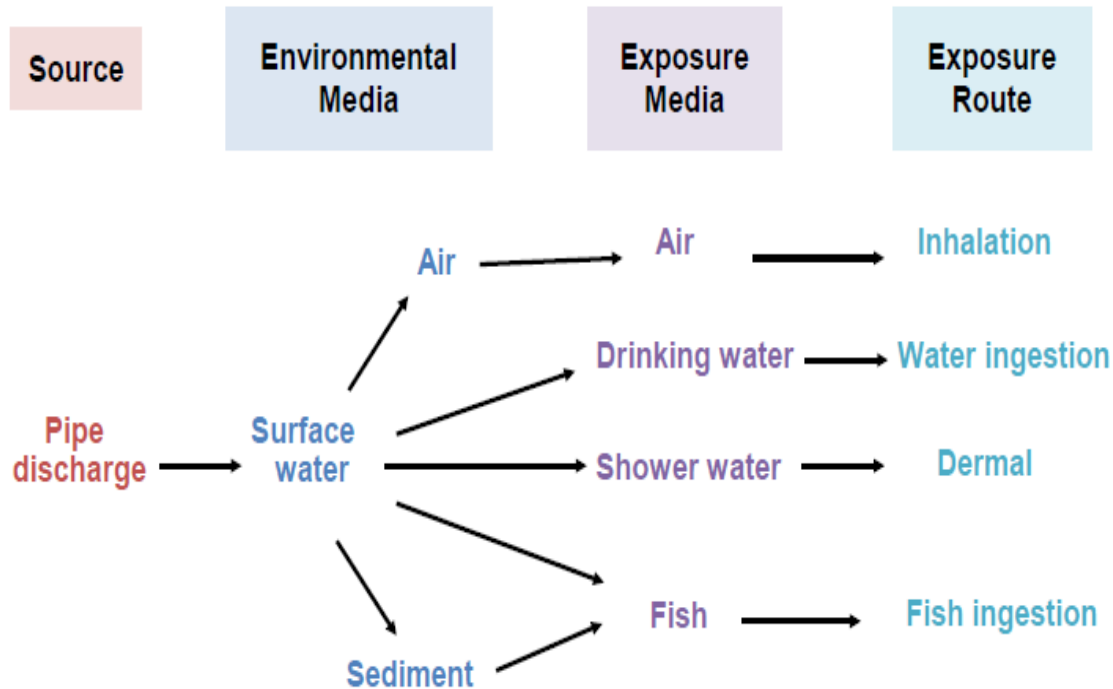 Source
Environmental
Media
Exposure
Media
Exposure
Route
Air
Air
Inhalation
Drinking water
Water ingestion
Pipe
discharge
Surface
water
Shower water
Dermal
Fish
Fish ingestion
Sediment